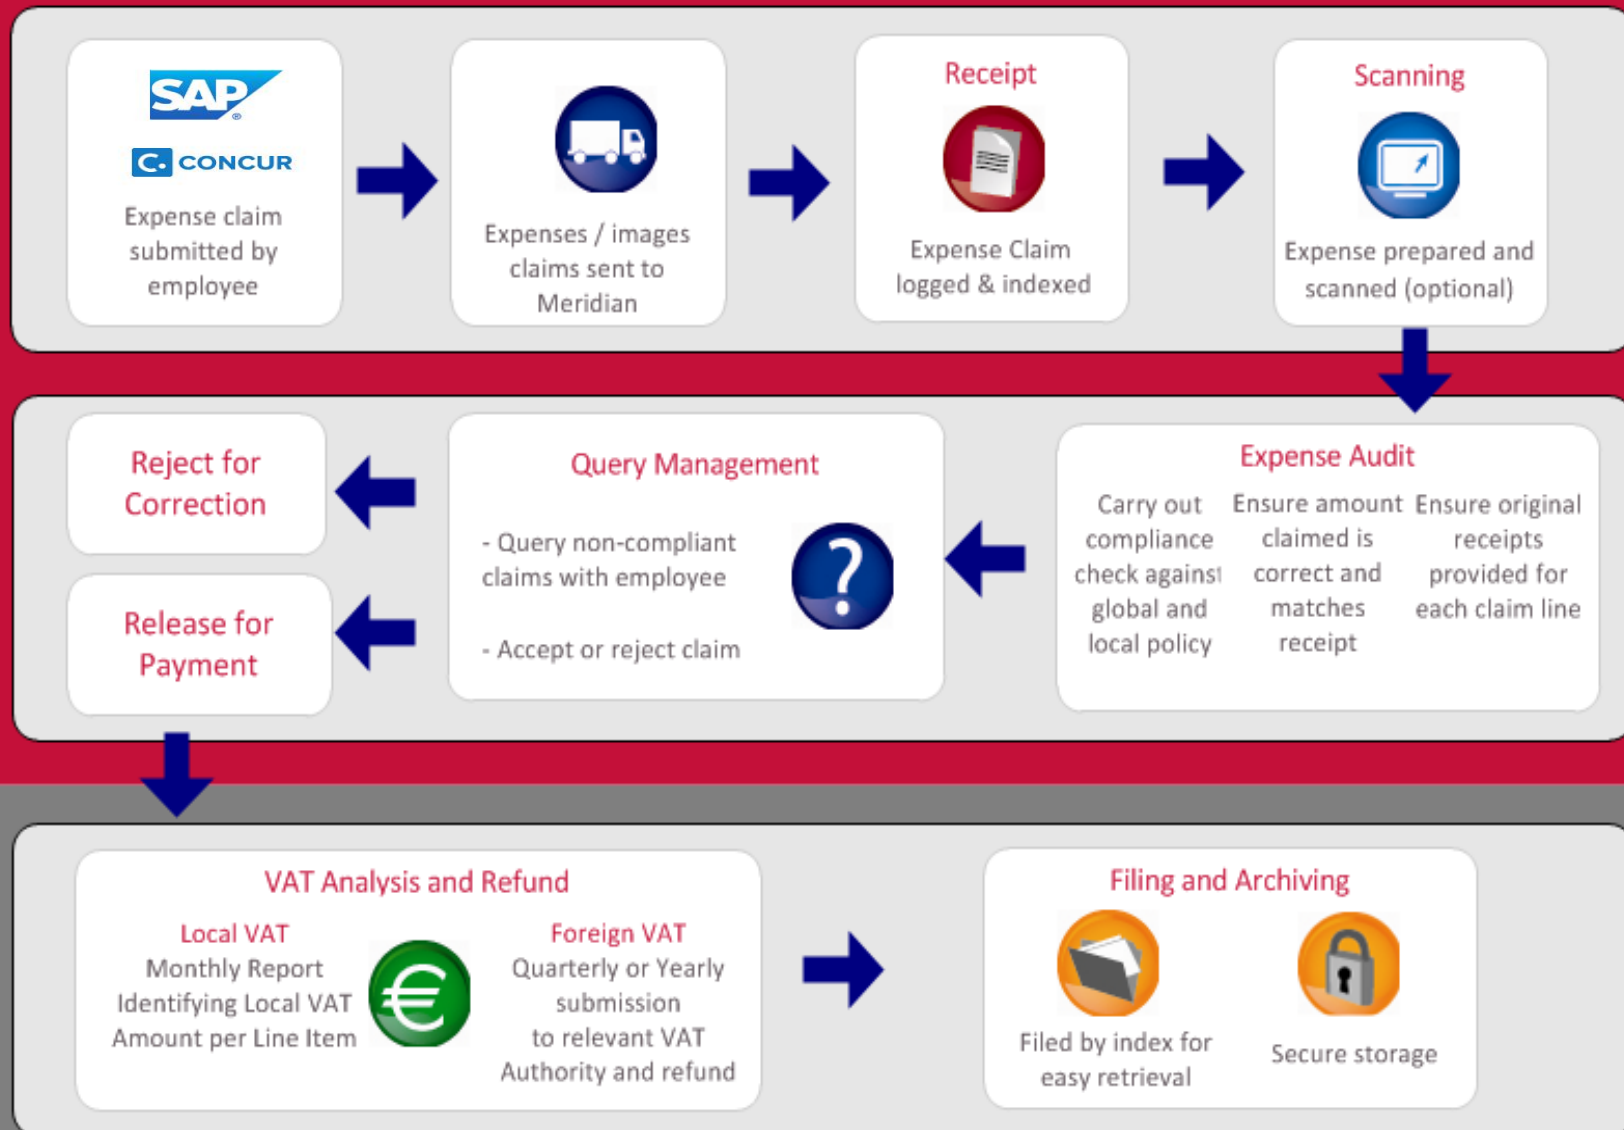 SAP
®
C. CONCUR
Expense claim
submitted by
employee
Expenses / images
claims sent to
Meridian
Receipt
Expense Claim
logged & indexed
Scanning
Expense prepared and
scanned (optional)
Reject for
Correction
Release for
Payment
Query Management
- Query non-compliant
claims with employee
- Accept or reject claim
?
Expense Audit
Carry out
compliance
check against
global and
local policy
Ensure amount
claimed is
correct and
matches
receipt
Ensure original
receipts
provided for
each claim line
VAT Analysis and Refund
Local VAT
Monthly Report
Identifying Local VAT
Amount per Line Item
€
Foreign VAT
Quarterly or Yearly
submission
to relevant VAT
Authority and refund
Filing and Archiving
Filed by index for
easy retrieval
Secure storage